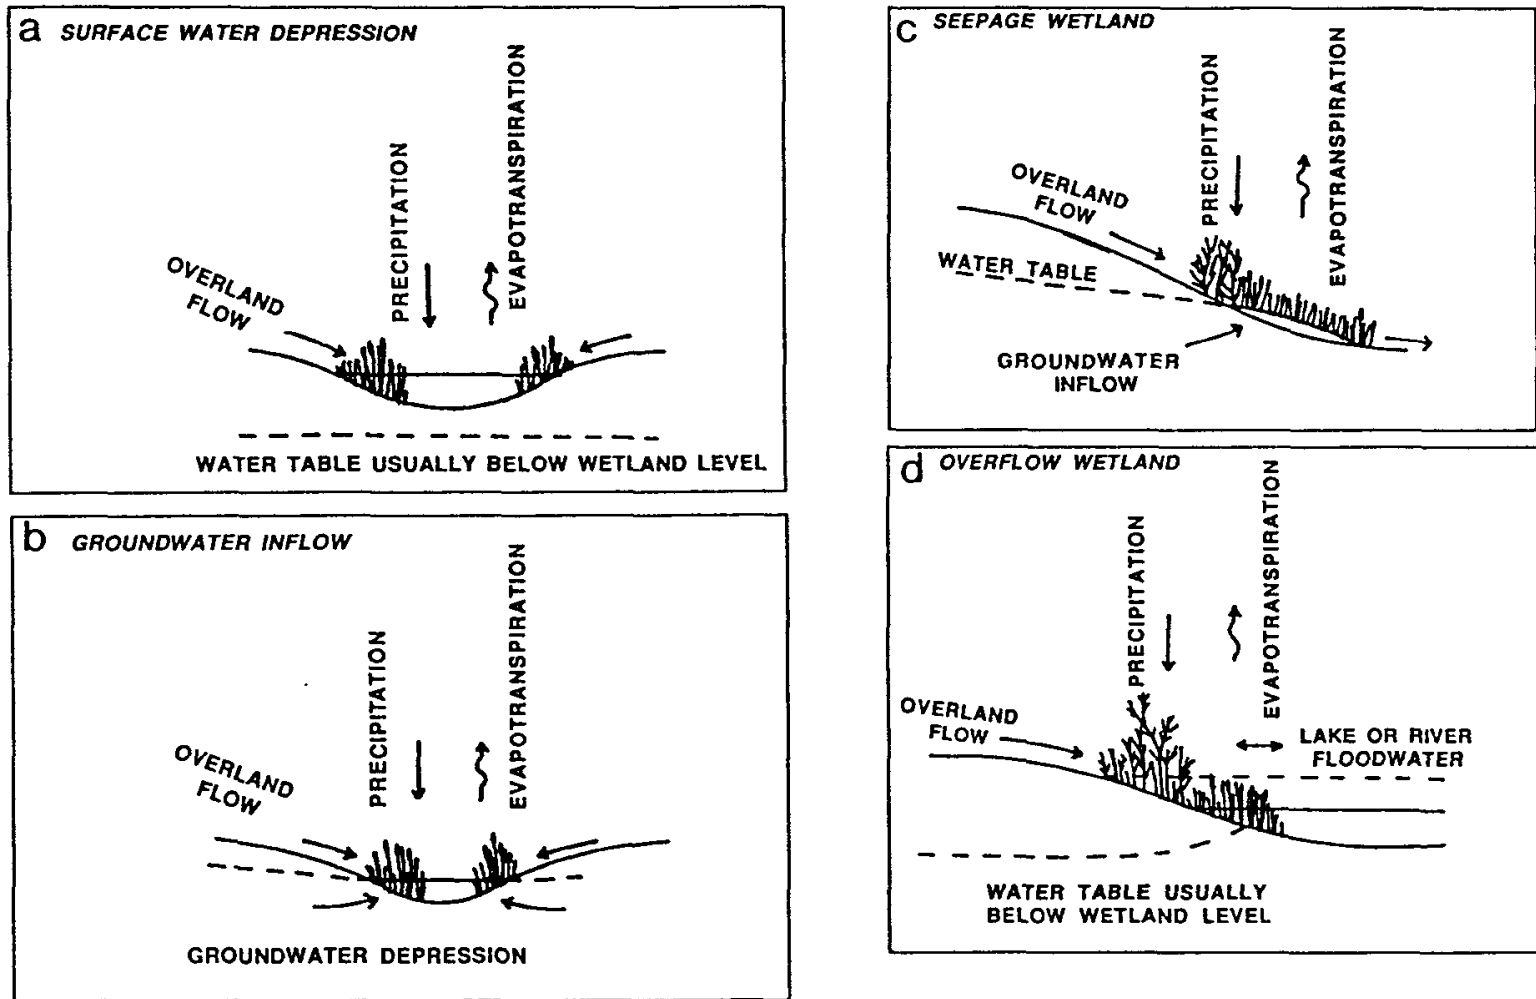 a SURFACE WATER DEPRESSION
PRECIPITATION
EVAPOTRANSPIRATION
OVERLAND
FLOW
WATER TABLE USUALLY BELOW WETLAND LEVEL
b GROUNDWATER INFLOW
PRECIPITATION
EVAPOTRANSPIRATION
OVERLAND
FLOW
GROUNDWATER DEPRESSION
c SEEPAGE WETLAND
PRECIPITATION
EVAPOTRANSPIRATION
OVERLAND
FLOW
WATER TABLE
GROUNDWATER
INFLOW
d OVERFLOW WETLAND
PRECIPITATION
EVAPOTRANSPIRATION
OVERLAND
FLOW
LAKE OR RIVER
FLOODWATER
WATER TABLE USUALLY
BELOW WETLAND LEVEL